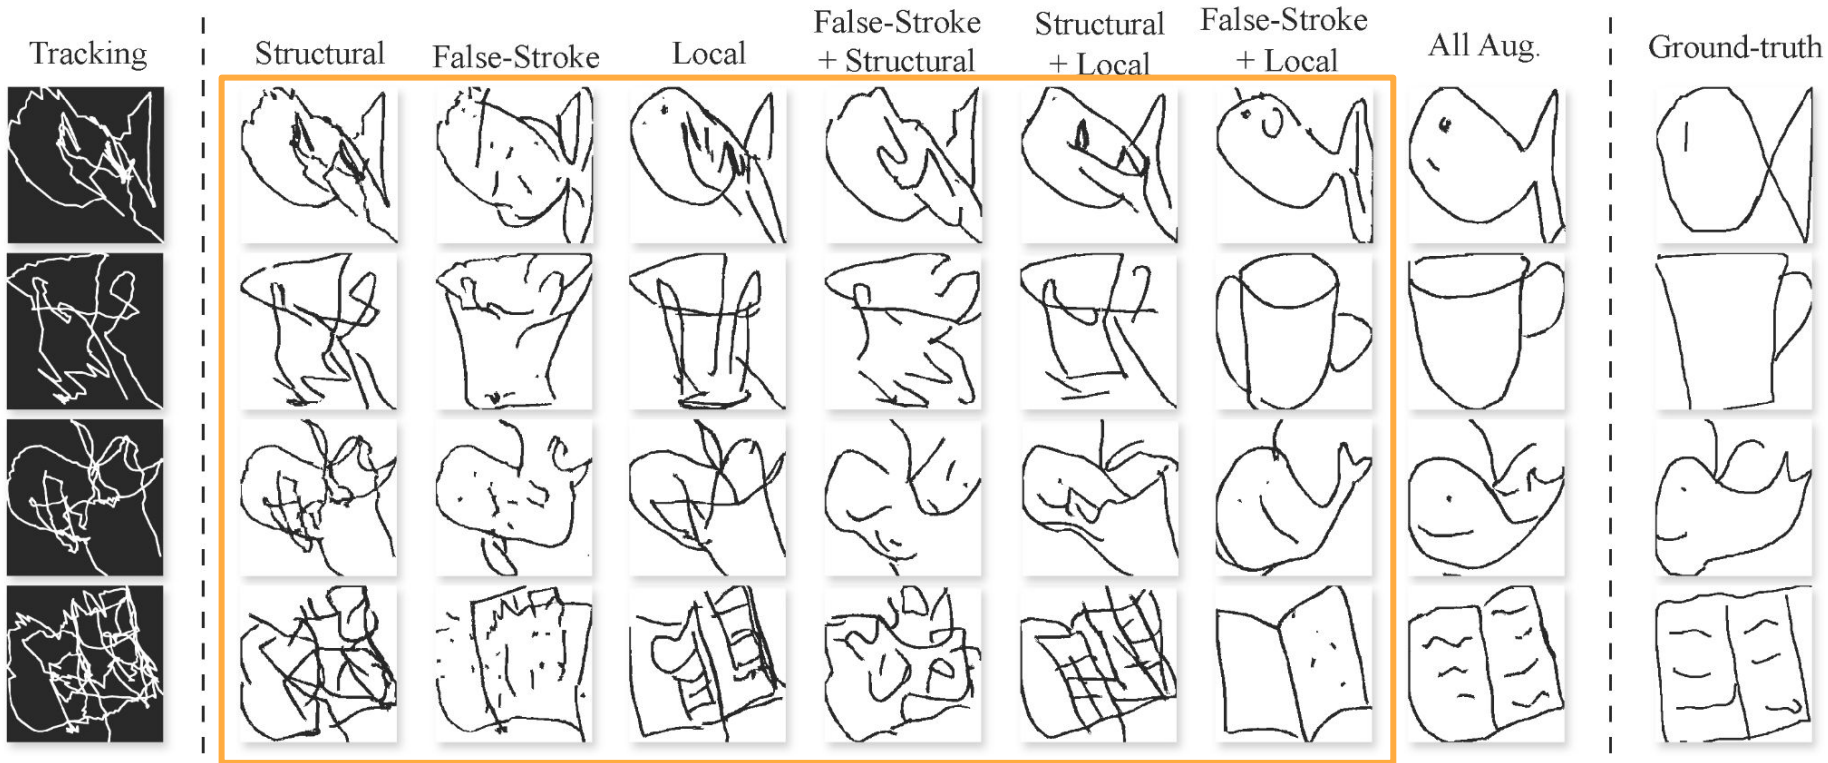 Tracking
Structural
False-Stroke
Local
False-Stroke
+ Structural
Structural
+ Local
False-Stroke
+ Local
All Aug.
Ground-truth